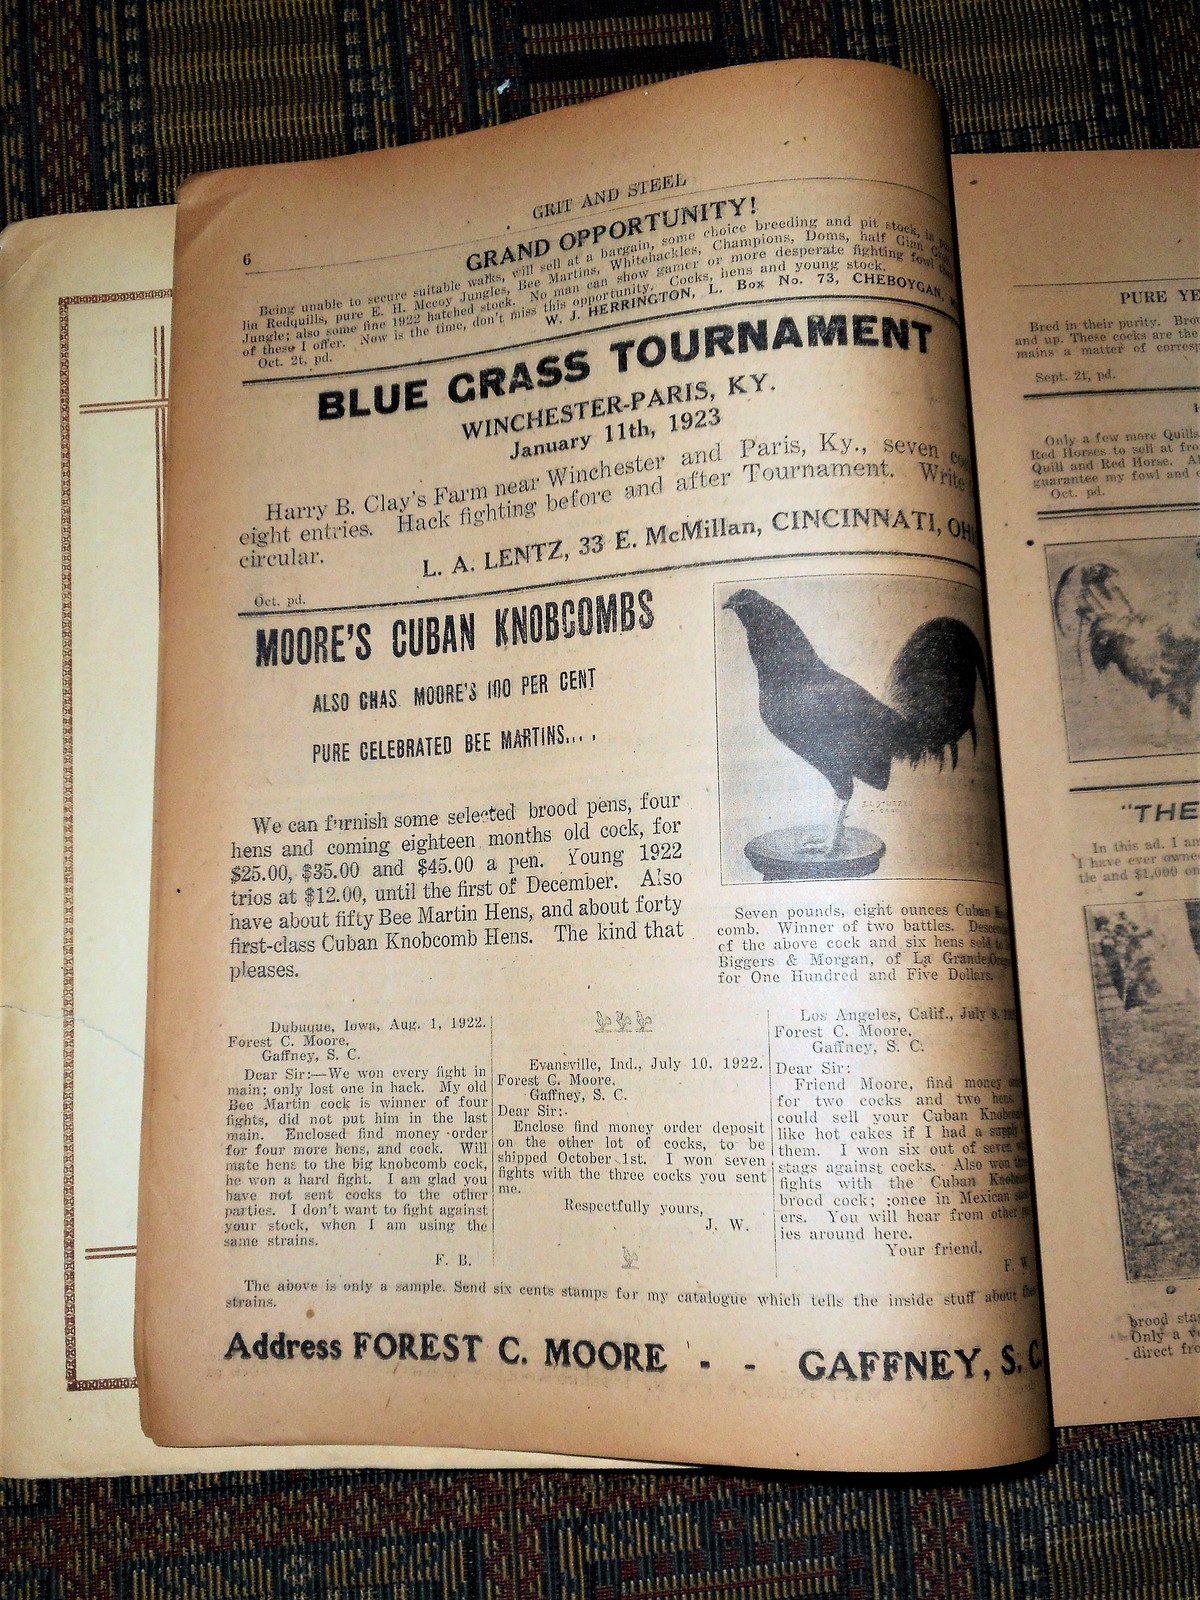 GRIT AND STEEL
6
GRAND OPPORTUNITY!
Being unable to secure suitable walks, will sell at a bargain, some choice breeding and pit stock, in
lin Redquills, pure E. H. Mccoy Jungles, Bee Martins, Whitehackles, Champions, Doms, half Ginn
Jungle; also some fine 1922 hatched stock. No man can show gamer or more desperate fighting fowl
of these I offer. Now is the time, don't miss this opportunity. Cocks, hens and young stock.
Oct. 2t, pd.
W. J. HERRINGTON, L. Box No. 73, CHEBOYGAN,
BLUE GRASS TOURNAMENT
WINCHESTER-PARIS, KY.
January 11th, 1923
Harry B. Clay's Farm near Winchester and Paris, Ky., seven
eight entries. Hack fighting before and after Tournament. Write
circular.
L. A. LENTZ, 33 E. McMillan, CINCINNATI, OH
Oct. pd.
MOORE'S CUBAN KNOBCOMBS
ALSO CHAS. MOORE'S 100 PER CENT
PURE CELEBRATED BEE MARTINS... .
We can furnish some selected brood pens, four
hens and coming eighteen months old cock, for
$25.00, $35.00 and $45.00 a pen. Young 1922
trios at $12.00, until the first of December. Also
have about fifty Bee Martin Hens, and about forty
first-class Cuban Knobcomb Hens. The kind that
pleases.
Seven pounds, eight ounces Cuban
comb. Winner of two battles.
of the above cock and six hens sold
Biggers & Morgan, of La Grande,
for One Hundred and Five Dollars.
Dubuque, Iowa, Aug. 1, 1922.
Forest C. Moore,
Gaffney, S. C.
Dear Sir:—We won every fight in
main; only lost one in hack. My old
Bee Martin cock is winner of four
fights, did not put him in the last
main. Enclosed find money order
for four more hens, and cock. Will
mate hens to the big knobcomb cock,
he won a hard fight. I am glad you
have not sent cocks to the other
parties. I don't want to fight against
your stock, when I am using the
same strains.
F. B.
Evansville, Ind., July 10, 1922.
Forest C. Moore,
Gaffney, S. C.
Dear Sir:
Enclose find money order deposit
on the other lot of cocks, to be
shipped October 1st. I won seven
fights with the three cocks you sent
me.
Respectfully yours,
J. W.
Los Angeles, Calif., July 8,
Forest C. Moore,
Gaffney, S. C.
Dear Sir:
Friend Moore, find money
for two cocks and two hens.
could sell your Cuban
like hot cakes if I had a supply
them. I won six out of seven
stags against cocks. Also won
fights with the Cuban
brood cock; ;once in Mexican
ers. You will hear from other
ies around here.
Your friend,
F. W
The above is only a sample. Send six cents stamps for my catalogue which tells the inside stuff about
strains.
Address FOREST C. MOORE - - GAFFNEY, S. C.
PURE YE
Bred in their purity.
and up. These cocks are the
mains a matter of corresp
Sept. 2t, pd.
Only a few more Quills
Red Horses to sell at fro
Quill and Red Horse.
guarantee my fowl and
Oct. pd.
"THE
In this ad. I am
I have ever owne
tle and $1,000 on
brood sta
Only a
direct fro